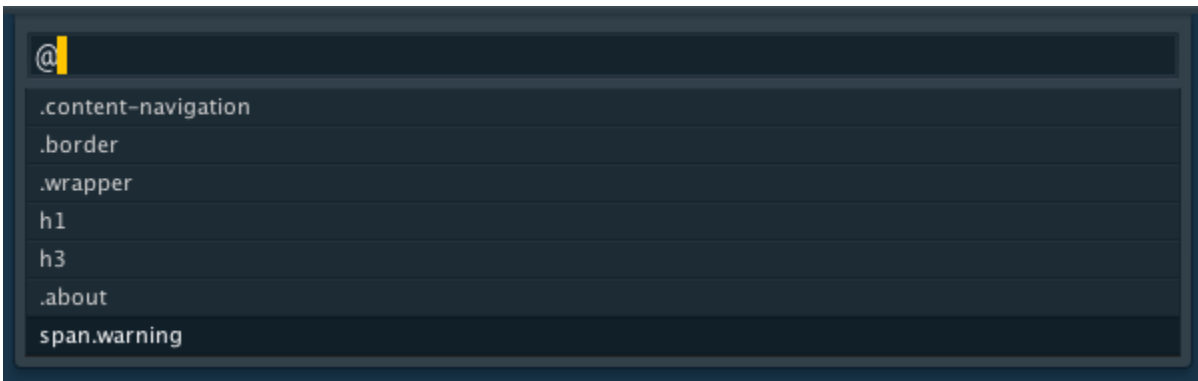 @
.content-navigation
.border
.wrapper
h1
h3
.about
span.warning